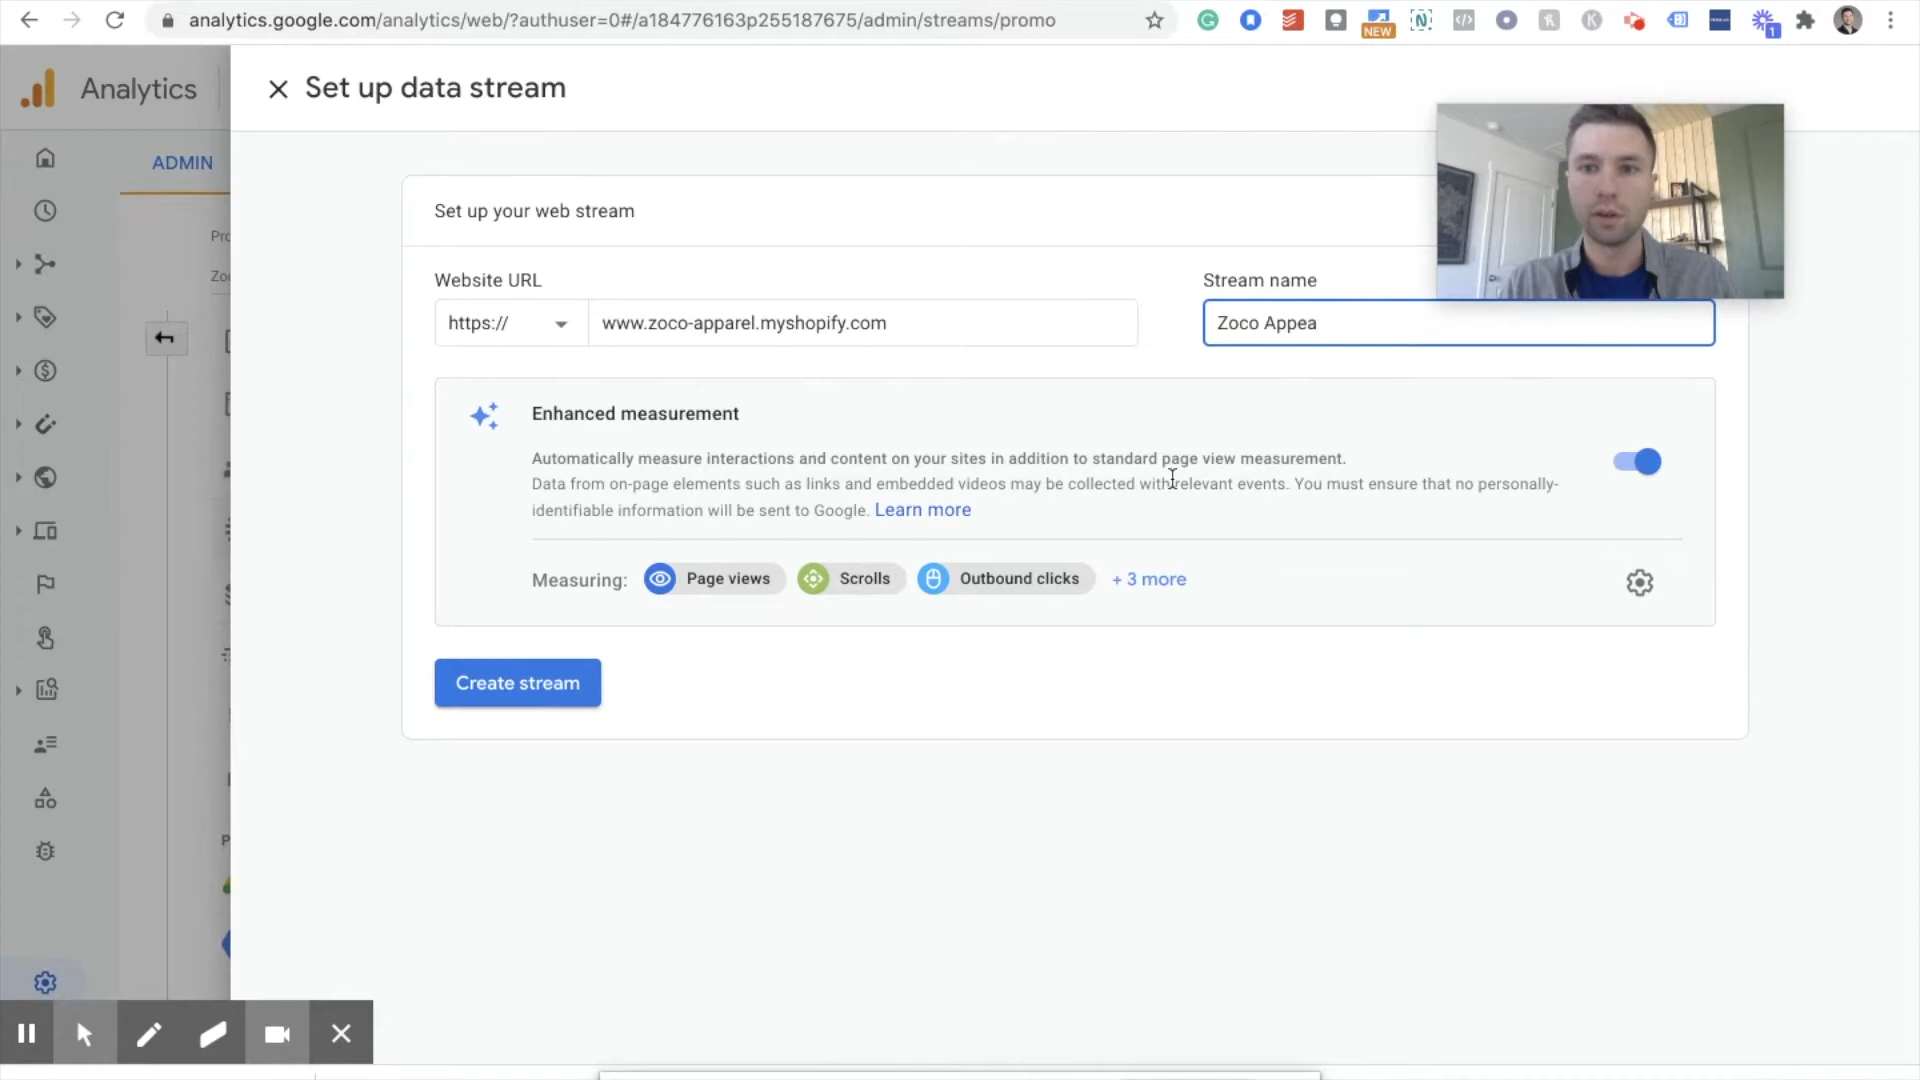 analytics.google.com/analytics/web/?authuser=0#/a184776163p255187675/admin/streams/promo
NEW
1
Analytics
Set up data stream
ADMIN
Set up your web stream
Website URL
Stream name
https://
www.zoco-apparel.myshopify.com
Zoco Appea
Enhanced measurement
Automatically measure interactions and content on your sites in addition to standard page view measurement.
Data from on-page elements such as links and embedded videos may be collected with relevant events. You must ensure that no personally-
identifiable information will be sent to Google. Learn more
Measuring: Page views Scrolls Outbound clicks + 3 more
Create stream